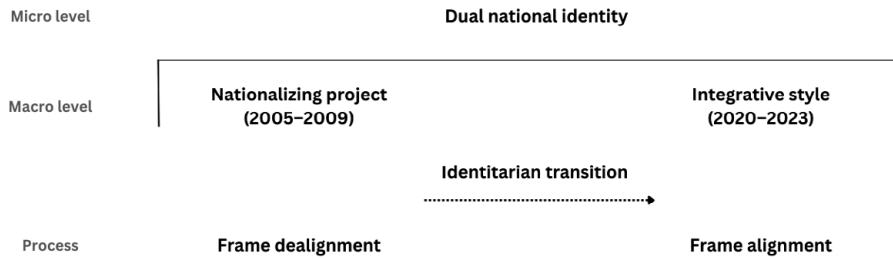 Micro level
Dual national identity
Macro level
Nationalizing project
(2005–2009)
Integrative style
(2020–2023)
Identitarian transition
Process
Frame dealignment
Frame alignment